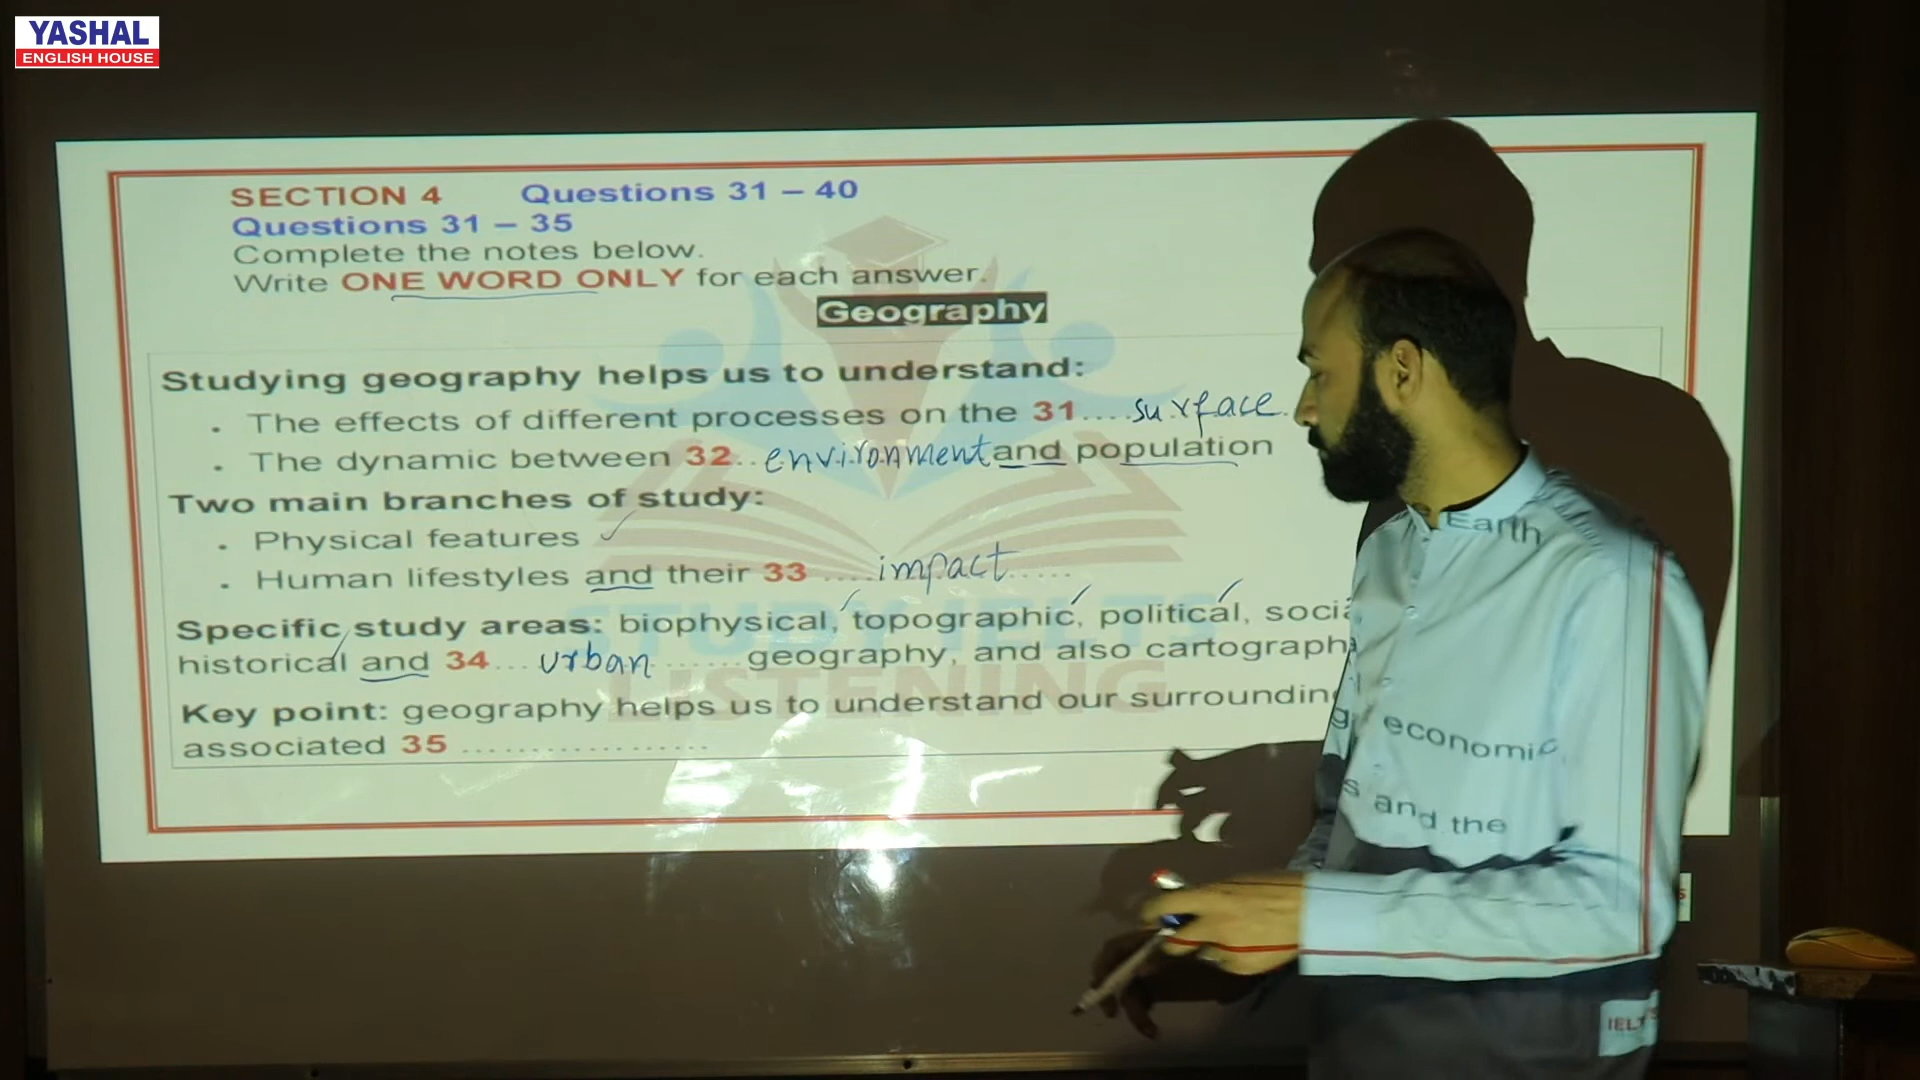 YASHAL
ENGLISH HOUSE
SECTION 4 Questions 31 – 40
Questions 31 – 35
Complete the notes below.
Write ONE WORD ONLY for each answer.
Geography
Studying geography helps us to understand:
. The effects of different processes on the 31 .... surface. Earth
. The dynamic between 32.. environment and population
Two main branches of study:
. Physical features ✓
. Human lifestyles and their 33 .... impact .....
Specific study areas: biophysical, topographic, political, economic
historical and 34 ... urban ...... geography, and also
Key point: geography helps us to understand our and the
associated 35 ...................
STUDY IELTS
LISTENING